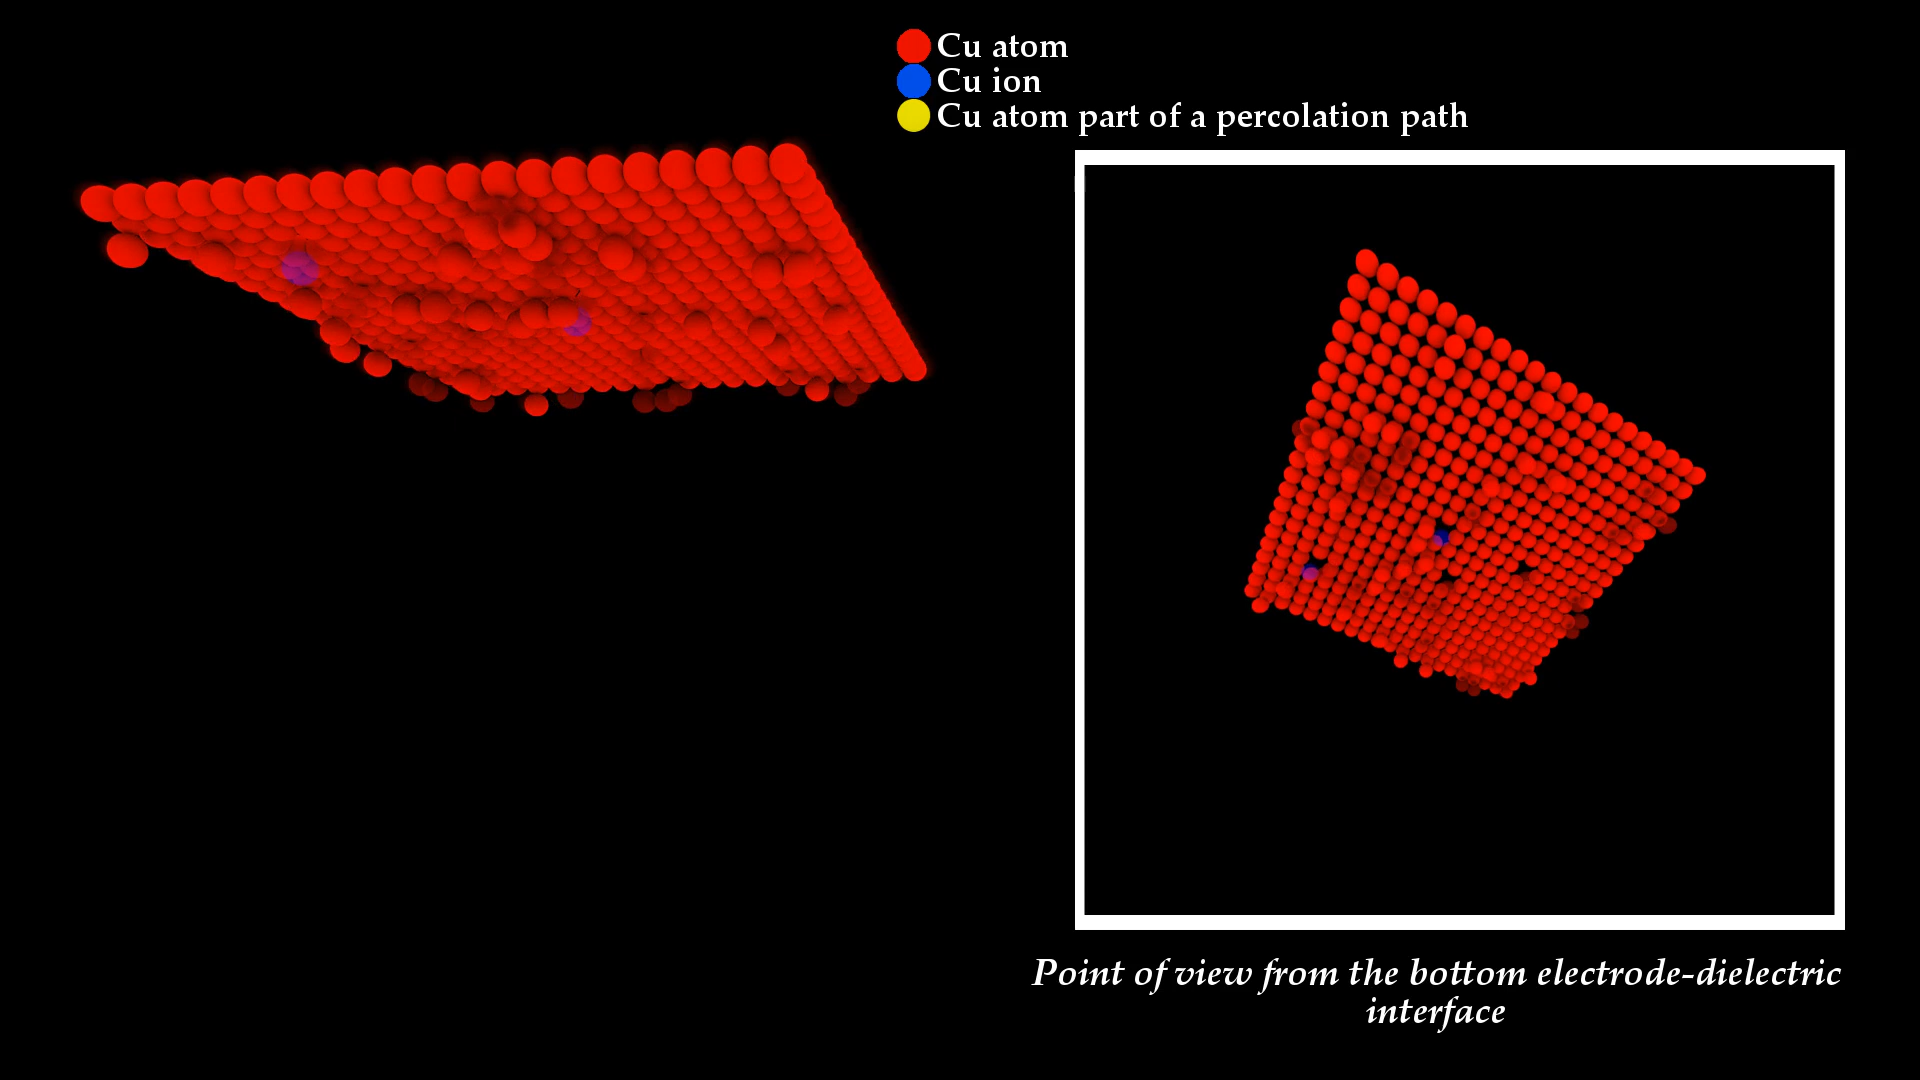 Cu atom
Cu ion
Cu atom part of a percolation path
Point of view from the bottom electrode-dielectric
interface